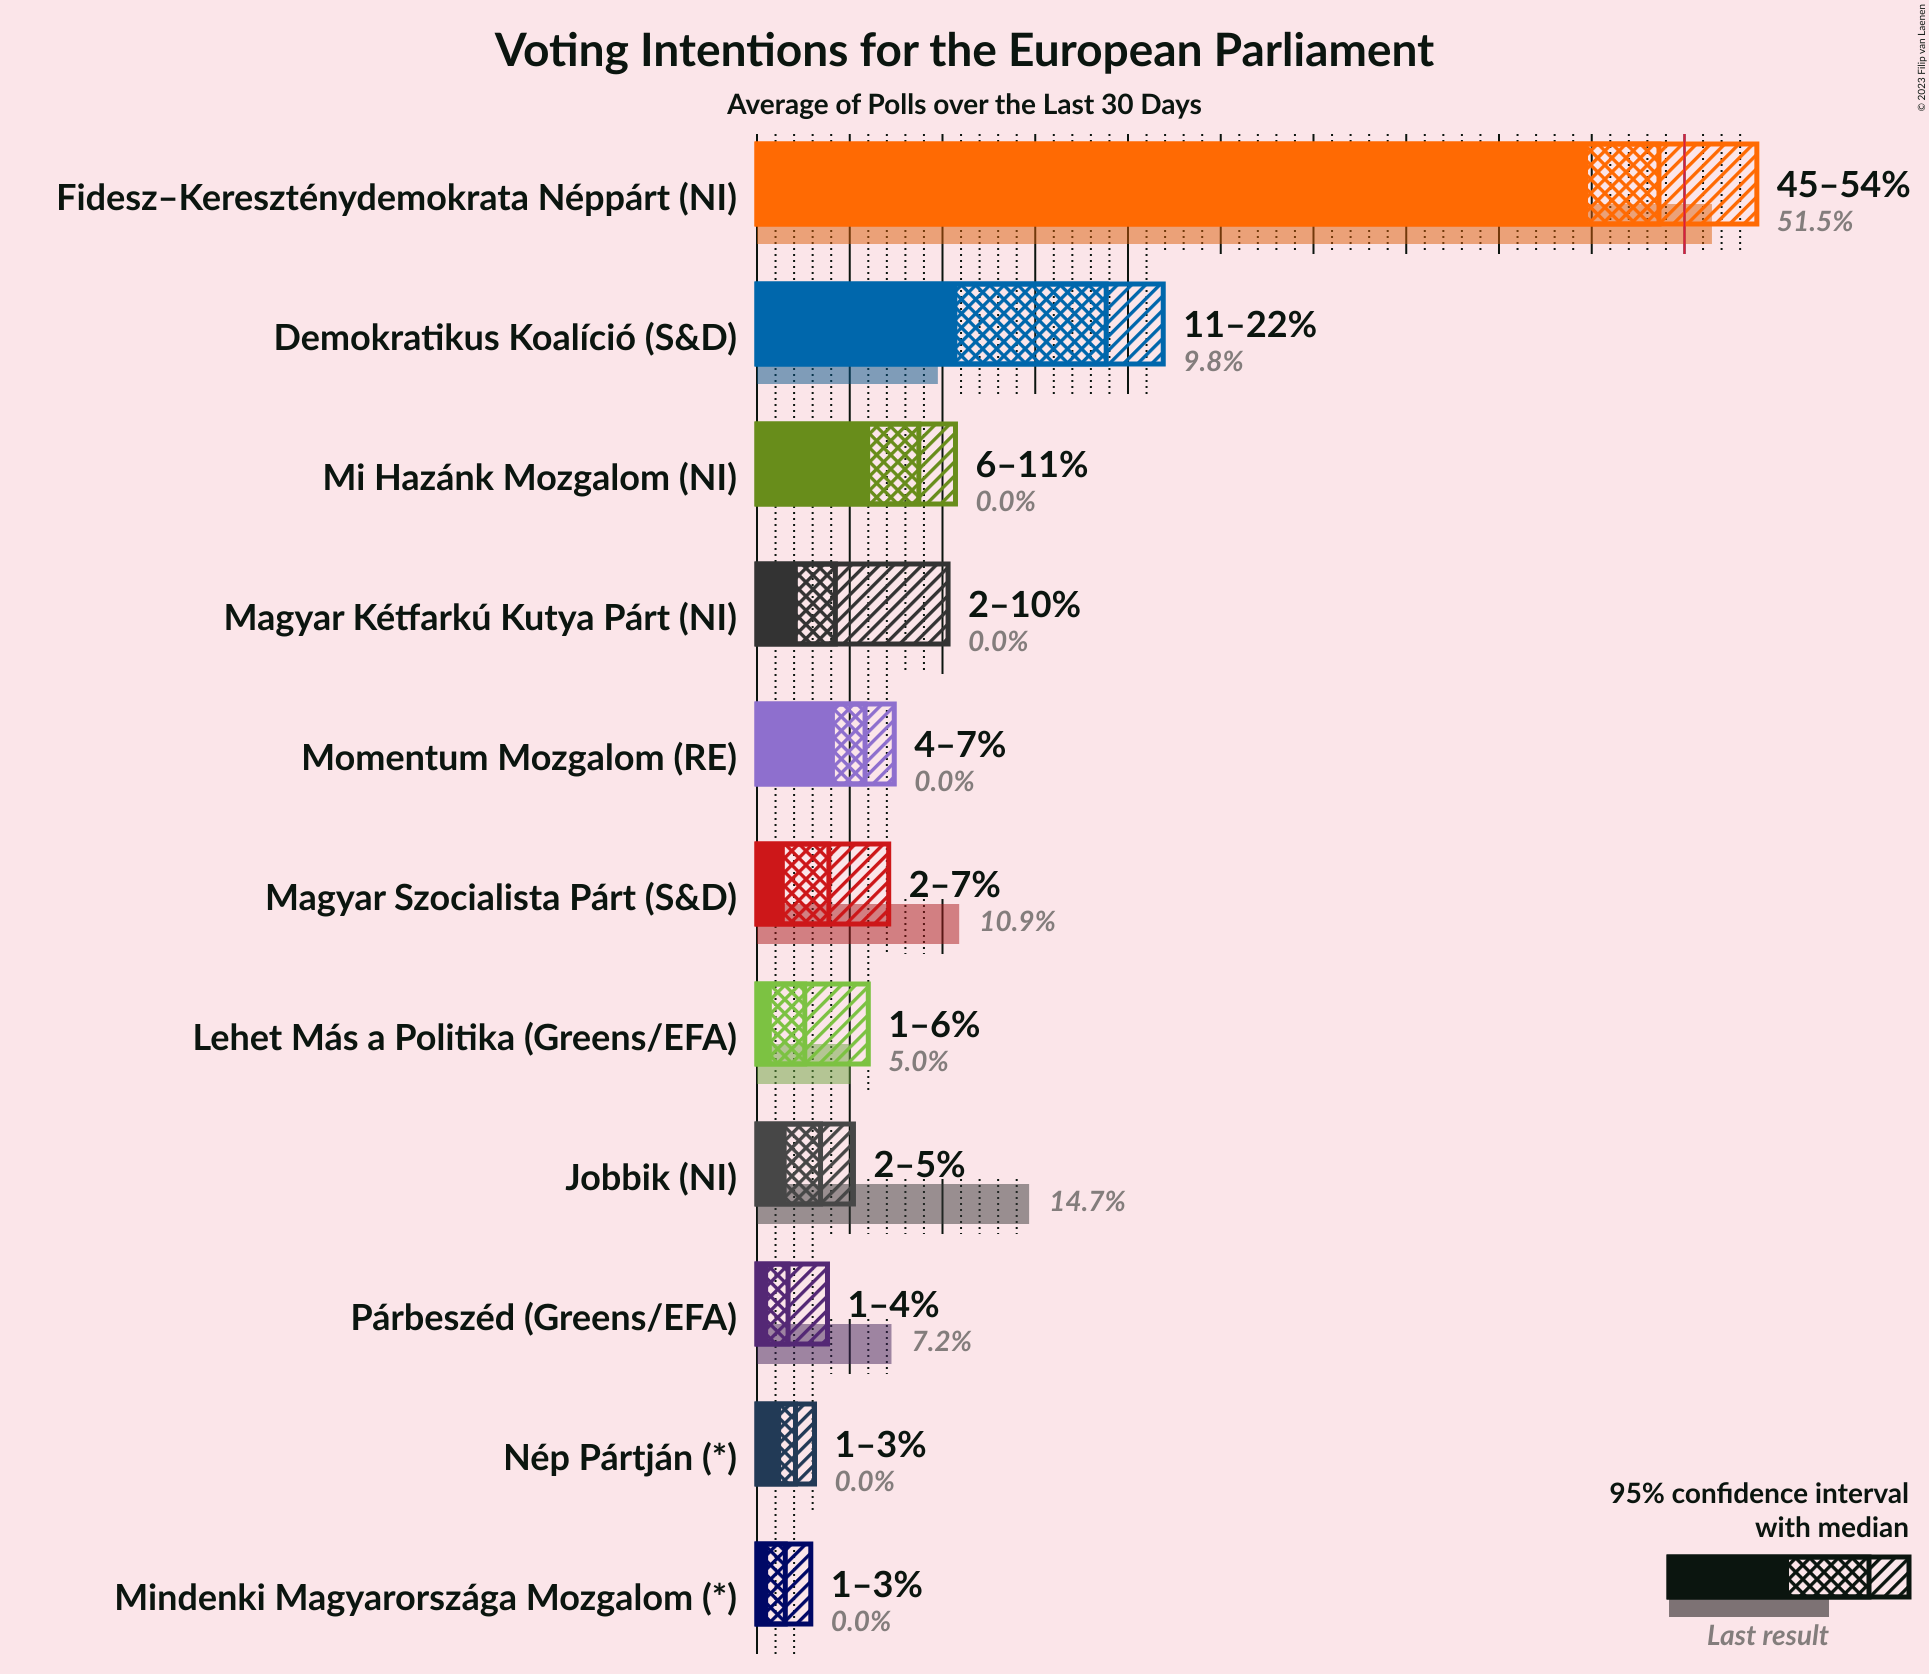 Voting Intentions for the European Parliament
Average of Polls over the Last 30 Days
© 2023 Filip van Laenen
Fidesz–Kereszténydemokrata Néppárt (NI)
45–54%
51.5%
Demokratikus Koalíció (S&D)
11–22%
9.8%
Mi Hazánk Mozgalom (NI)
6–11%
0.0%
Magyar Kétfarkú Kutya Párt (NI)
2–10%
0.0%
Momentum Mozgalom (RE)
4–7%
0.0%
Magyar Szocialista Párt (S&D)
2–7%
10.9%
Lehet Más a Politika (Greens/EFA)
1–6%
5.0%
Jobbik (NI)
2–5%
14.7%
Párbeszéd (Greens/EFA)
1–4%
7.2%
Nép Pártján (*)
1–3%
0.0%
Mindenki Magyarországa Mozgalom (*)
1–3%
0.0%
95% confidence interval
with median
Last result